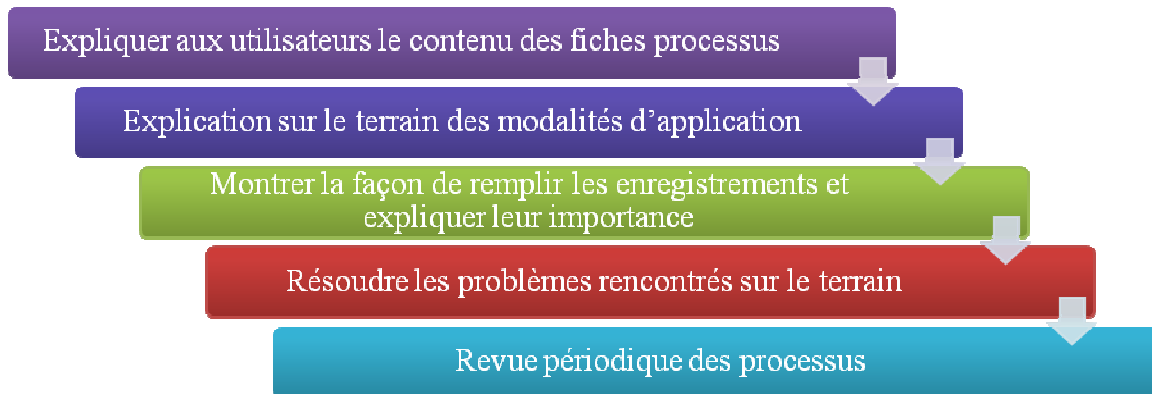 Expliquer aux utilisateurs le contenu des fiches processus
Explication sur le terrain des modalités d’application
Montrer la façon de remplir les enregistrements et
expliquer leur importance
Résoudre les problèmes rencontrés sur le terrain
Revue périodique des processus